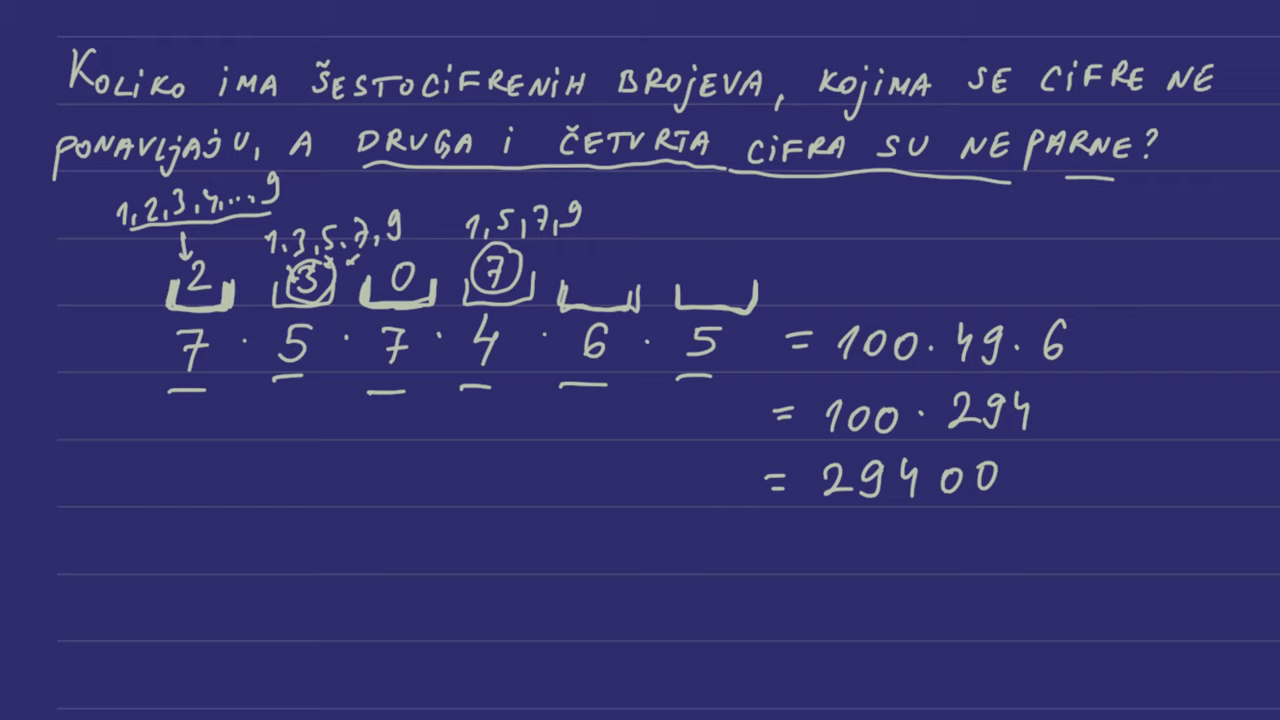 KOLIKO IMA ŠESTOCIFRENIH BROJEVA, KOJIMA SE CIFRE NE
PONAVLJAJU, A DRUGA I ČETVRTA CIFRA SU NEPARNE?
1,2,3,4,...9
1,3,5,7,9
1,5,7,9
2 3 0 7
7 · 5 · 7 · 4 · 6 · 5 = 100 · 49 · 6
= 100 · 294
= 29400